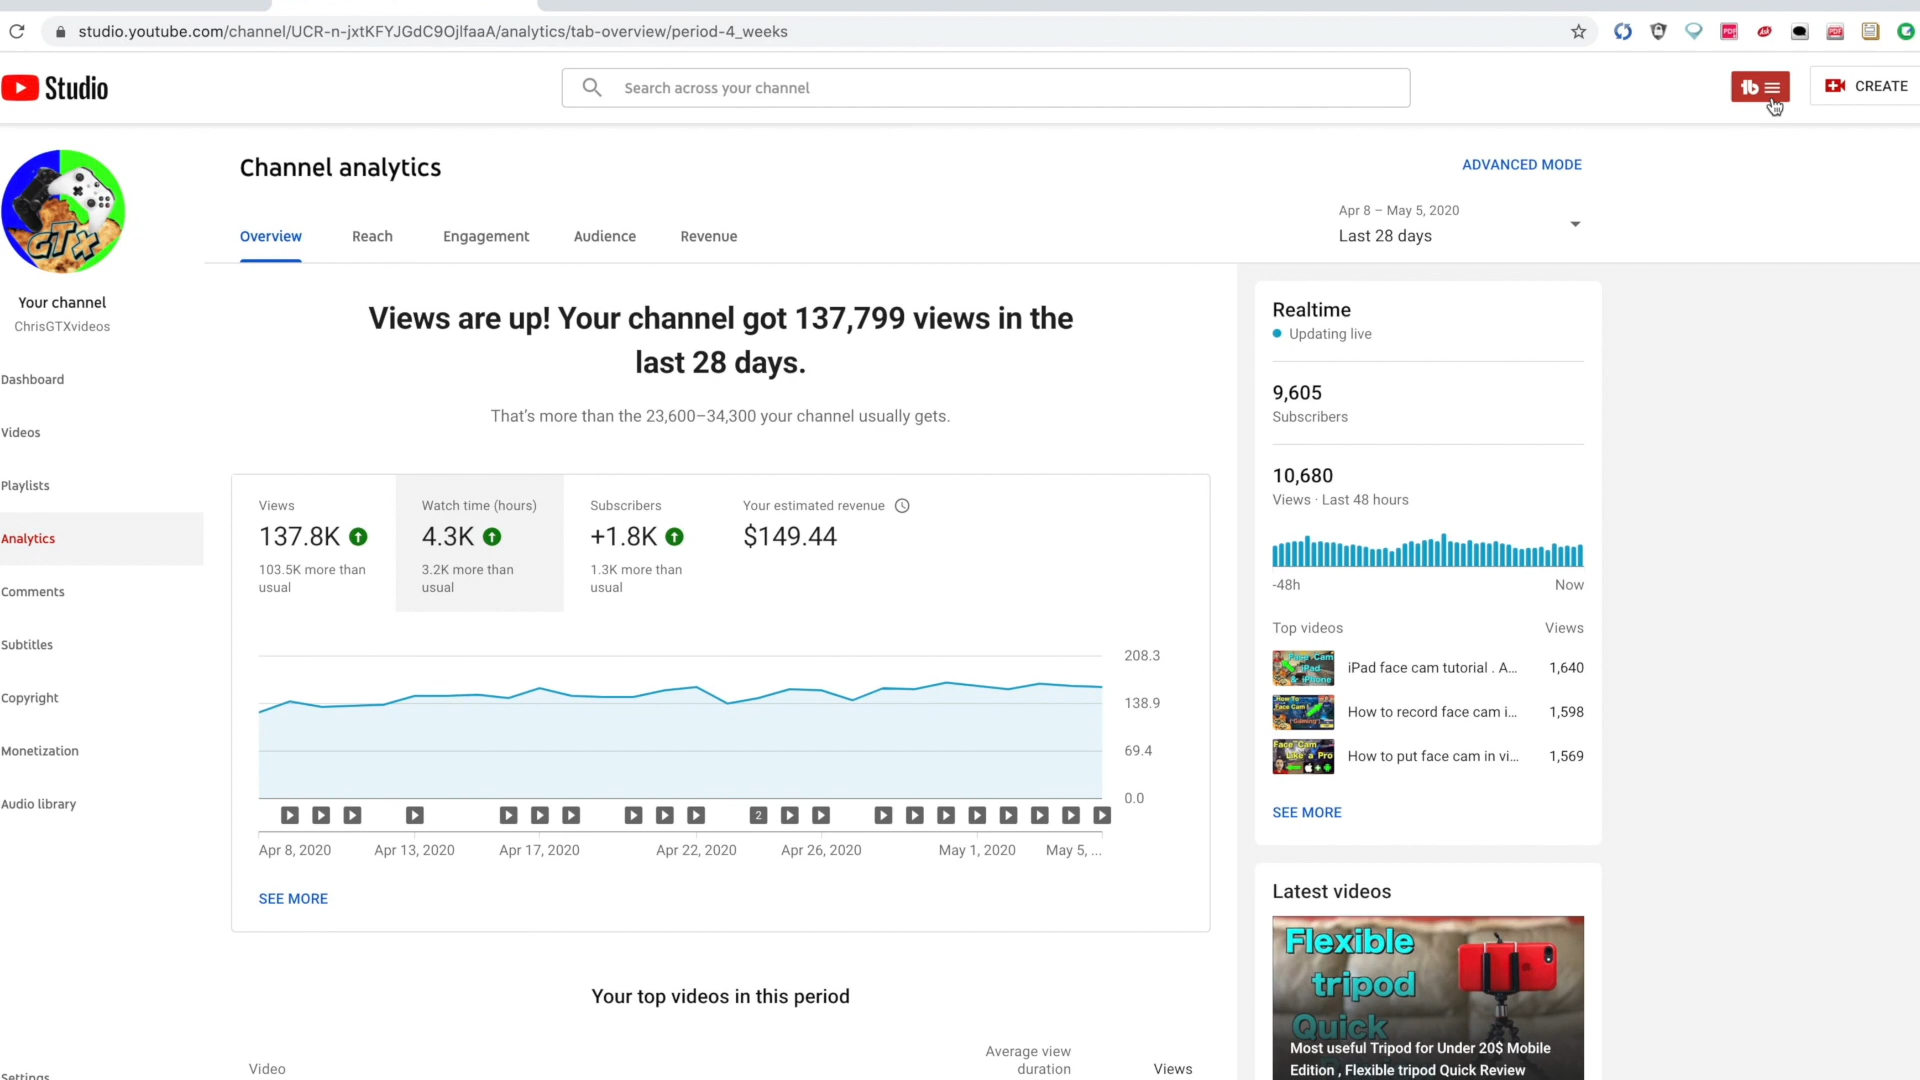 studio.youtube.com/channel/UCR-n-jxtKFYJGdC9OjlfaaA/analytics/tab-overview/period-4_weeks
Studio
Search across your channel
CREATE
Your channel
ChrisGTXvideos
Dashboard
Videos
Playlists
Analytics
Comments
Subtitles
Copyright
Monetization
Audio library
Settings
Channel analytics
ADVANCED MODE
Overview
Reach
Engagement
Audience
Revenue
Apr 8 – May 5, 2020
Last 28 days
Views are up! Your channel got 137,799 views in the
last 28 days.
That's more than the 23,600–34,300 your channel usually gets.
Views
137.8K
103.5K more than
usual
Watch time (hours)
4.3K
3.2K more than
usual
Subscribers
+1.8K
1.3K more than
usual
Your estimated revenue
$149.44
208.3
138.9
69.4
0.0
2
Apr 8, 2020
Apr 13, 2020
Apr 17, 2020
Apr 22, 2020
Apr 26, 2020
May 1, 2020
May 5, ...
SEE MORE
Your top videos in this period
Video
Average view
duration
Views
Realtime
Updating live
9,605
Subscribers
10,680
Views · Last 48 hours
-48h
Now
Top videos
Views
iPad face cam tutorial . A...
1,640
How to record face cam i...
1,598
How to put face cam in vi...
1,569
SEE MORE
Latest videos
Flexible
tripod
Quick
Most useful Tripod for Under 20$ Mobile
Edition , Flexible tripod Quick Review